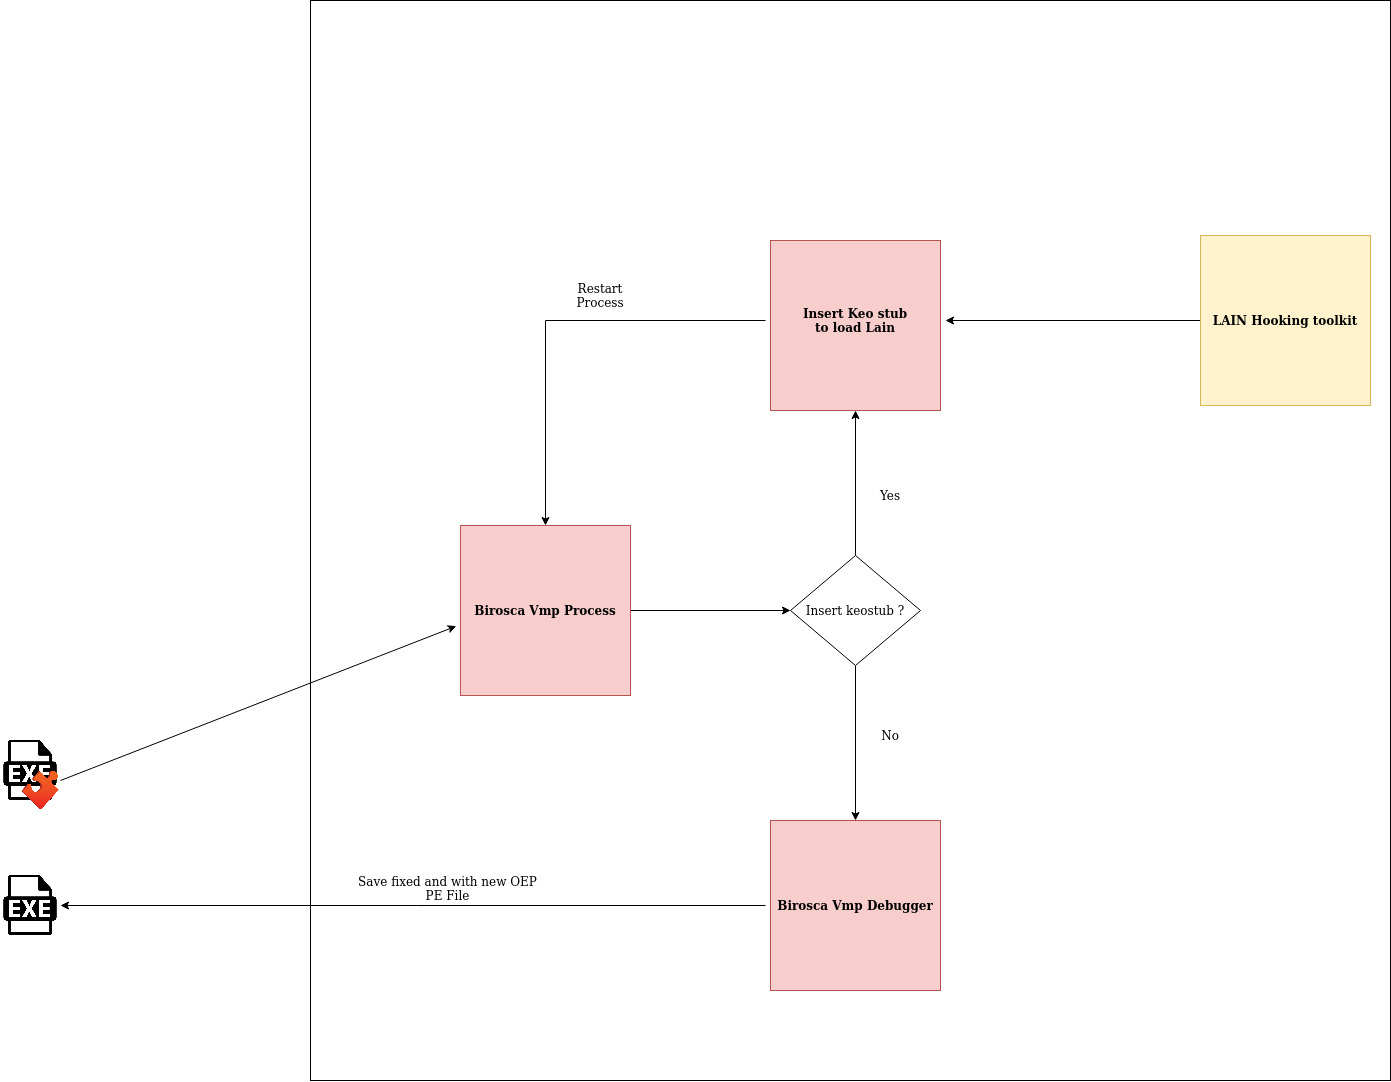 Restart
Process
Insert Keo stub
to load Lain
LAIN Hooking toolkit
Yes
Birosca Vmp Process
Insert keostub ?
No
EXE
Save fixed and with new OEP
PE File
EXE
Birosca Vmp Debugger